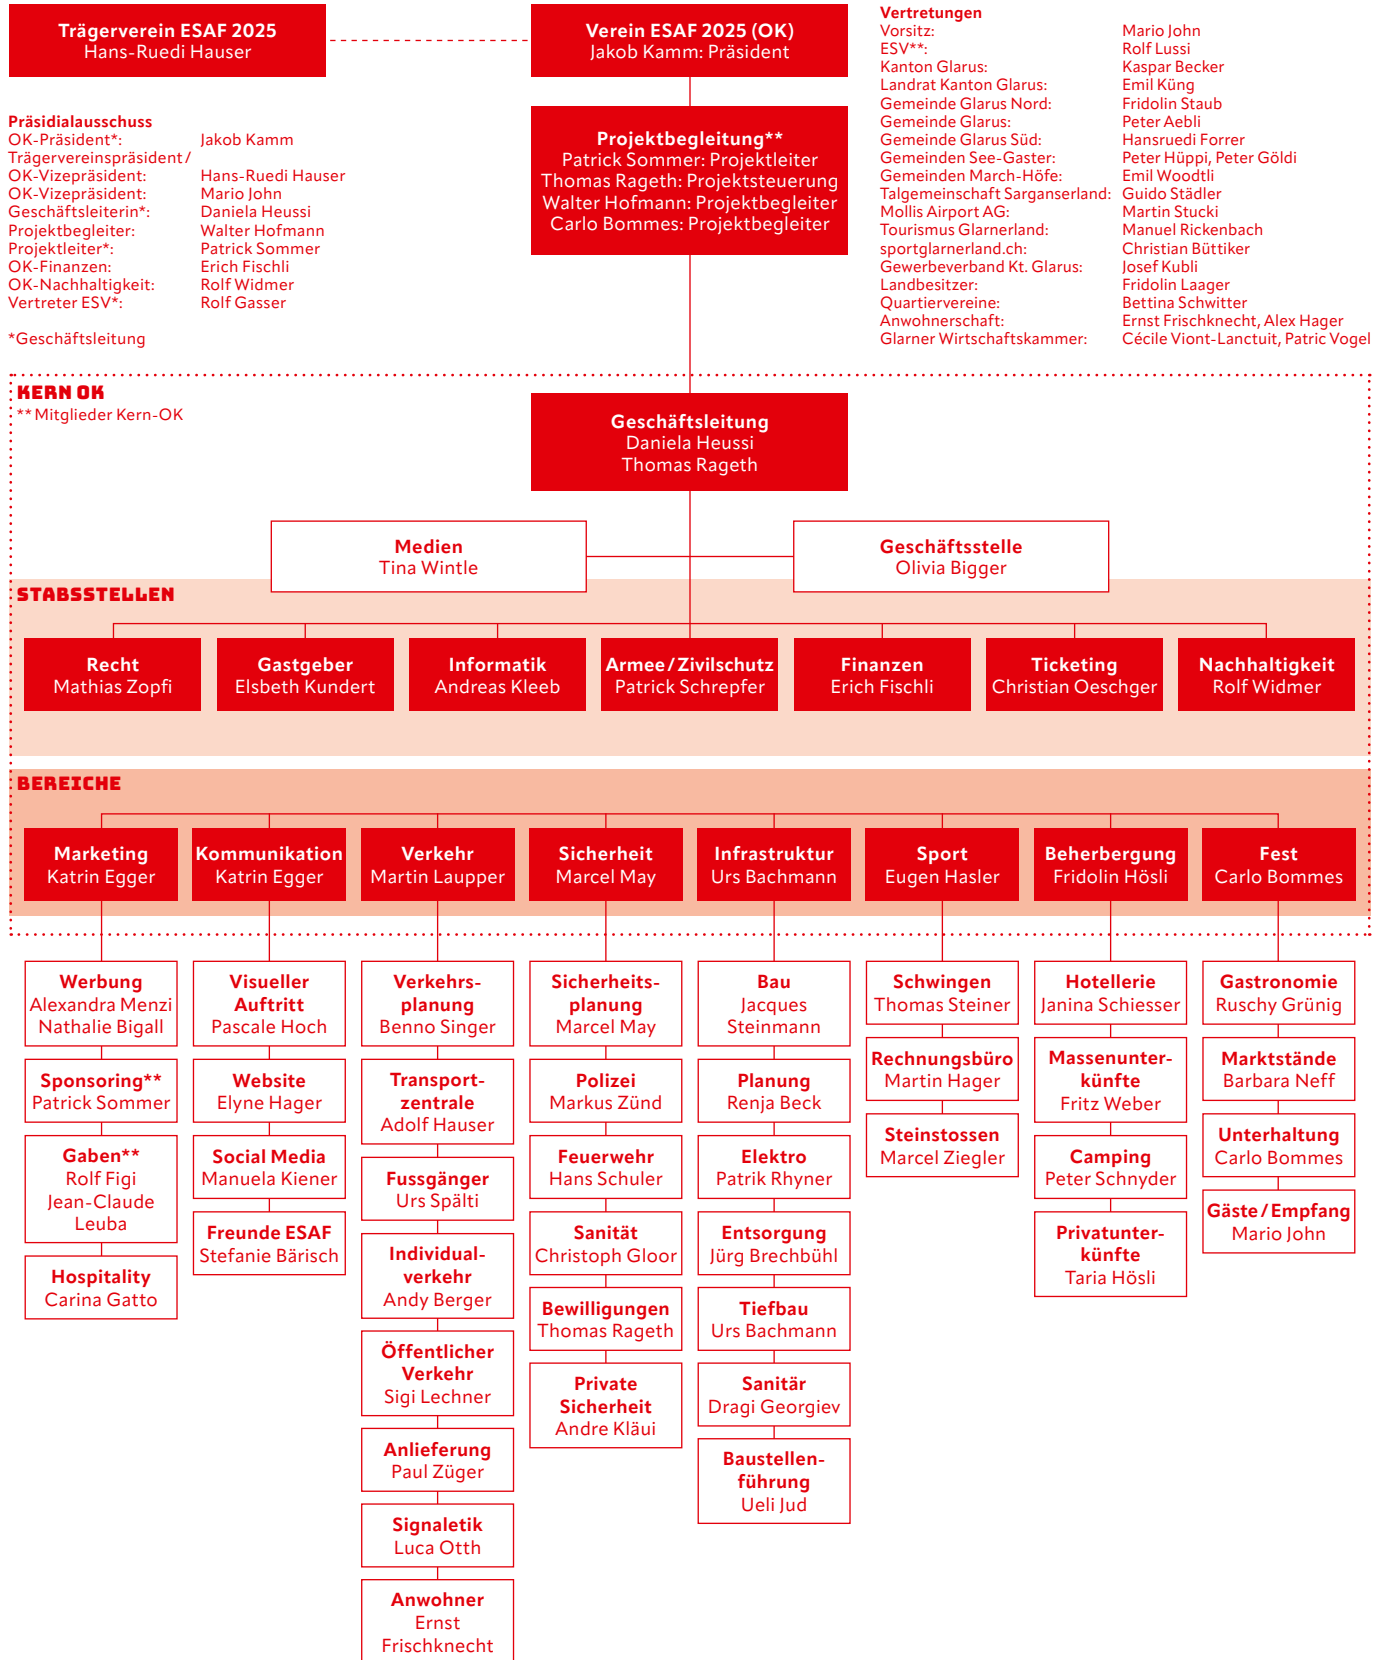 Trägerverein ESAF 2025
Hans-Ruedi Hauser
Verein ESAF 2025 (OK)
Jakob Kamm: Präsident
Projektbegleitung**
Patrick Sommer: Projektleiter
Thomas Rageth: Projektsteuerung
Walter Hofmann: Projektbegleiter
Carlo Bommes: Projektbegleiter
Präsidialausschuss
OK-Präsident*: Jakob Kamm
Trägervereinspräsident/
OK-Vizepräsident: Hans-Ruedi Hauser
OK-Vizepräsident: Mario John
Geschäftsleiterin*: Daniela Heussi
Projektbegleiter: Walter Hofmann
Projektleiter*: Patrick Sommer
OK-Finanzen: Erich Fischli
OK-Nachhaltigkeit: Rolf Widmer
Vertreter ESV*: Rolf Gasser
*Geschäftsleitung
Vertretungen
Vorsitz: Mario John
ESV**: Rolf Lussi
Kanton Glarus: Kaspar Becker
Landrat Kanton Glarus: Emil Küng
Gemeinde Glarus Nord: Fridolin Staub
Gemeinde Glarus: Peter Aebli
Gemeinde Glarus Süd: Hansruedi Forrer
Gemeinden See-Gaster: Peter Hüppi, Peter Göldi
Gemeinden March-Höfe: Emil Woodtli
Talgemeinschaft Sarganserland: Guido Städler
Mollis Airport AG: Martin Stucki
Tourismus Glarnerland: Manuel Rickenbach
sportglarnerland.ch: Christian Büttiker
Gewerbeverband Kt. Glarus: Josef Kubli
Landbesitzer: Fridolin Laager
Quartiervereine: Bettina Schwitter
Anwohnerschaft: Ernst Frischknecht, Alex Hager
Glarner Wirtschaftskammer: Cécile Viont-Lanctuit, Patric Vogel
KERN OK
** Mitglieder Kern-OK
Geschäftsleitung
Daniela Heussi
Thomas Rageth
Medien
Tina Wintle
Geschäftsstelle
Olivia Bigger
STABSSTELLEN
Recht
Mathias Zopfi
Gastgeber
Elsbeth Kundert
Informatik
Andreas Kleeb
Armee/Zivilschutz
Patrick Schrepfer
Finanzen
Erich Fischli
Ticketing
Christian Oeschger
Nachhaltigkeit
Rolf Widmer
BEREICHE
Marketing
Katrin Egger
Kommunikation
Katrin Egger
Verkehr
Martin Laupper
Sicherheit
Marcel May
Infrastruktur
Urs Bachmann
Sport
Eugen Hasler
Beherbergung
Fridolin Hösli
Fest
Carlo Bommes
Werbung
Alexandra Menzi
Nathalie Bigall
Sponsoring**
Patrick Sommer
Gaben**
Rolf Figi
Jean-Claude
Leuba
Hospitality
Carina Gatto
Visueller
Auftritt
Pascale Hoch
Website
Elyne Hager
Social Media
Manuela Kiener
Freunde ESAF
Stefanie Bärisch
Verkehrs-
planung
Benno Singer
Transport-
zentrale
Adolf Hauser
Fussgänger
Urs Spälti
Individual-
verkehr
Andy Berger
Öffentlicher
Verkehr
Sigi Lechner
Anlieferung
Paul Züger
Signaletik
Luca Otth
Anwohner
Ernst
Frischknecht
Sicherheits-
planung
Marcel May
Polizei
Markus Zünd
Feuerwehr
Hans Schuler
Sanität
Christoph Gloor
Bewilligungen
Thomas Rageth
Private
Sicherheit
Andre Kläui
Bau
Jacques
Steinmann
Planung
Renja Beck
Elektro
Patrik Rhyner
Entsorgung
Jürg Brechbühl
Tiefbau
Urs Bachmann
Sanitär
Dragi Georgiev
Baustellen-
führung
Ueli Jud
Schwingen
Thomas Steiner
Rechnungsbüro
Martin Hager
Steinstossen
Marcel Ziegler
Hotellerie
Janina Schiesser
Massenunter-
künfte
Fritz Weber
Camping
Peter Schnyder
Privatunter-
künfte
Taria Hösli
Gastronomie
Ruschy Grünig
Marktstände
Barbara Neff
Unterhaltung
Carlo Bommes
Gäste/Empfang
Mario John